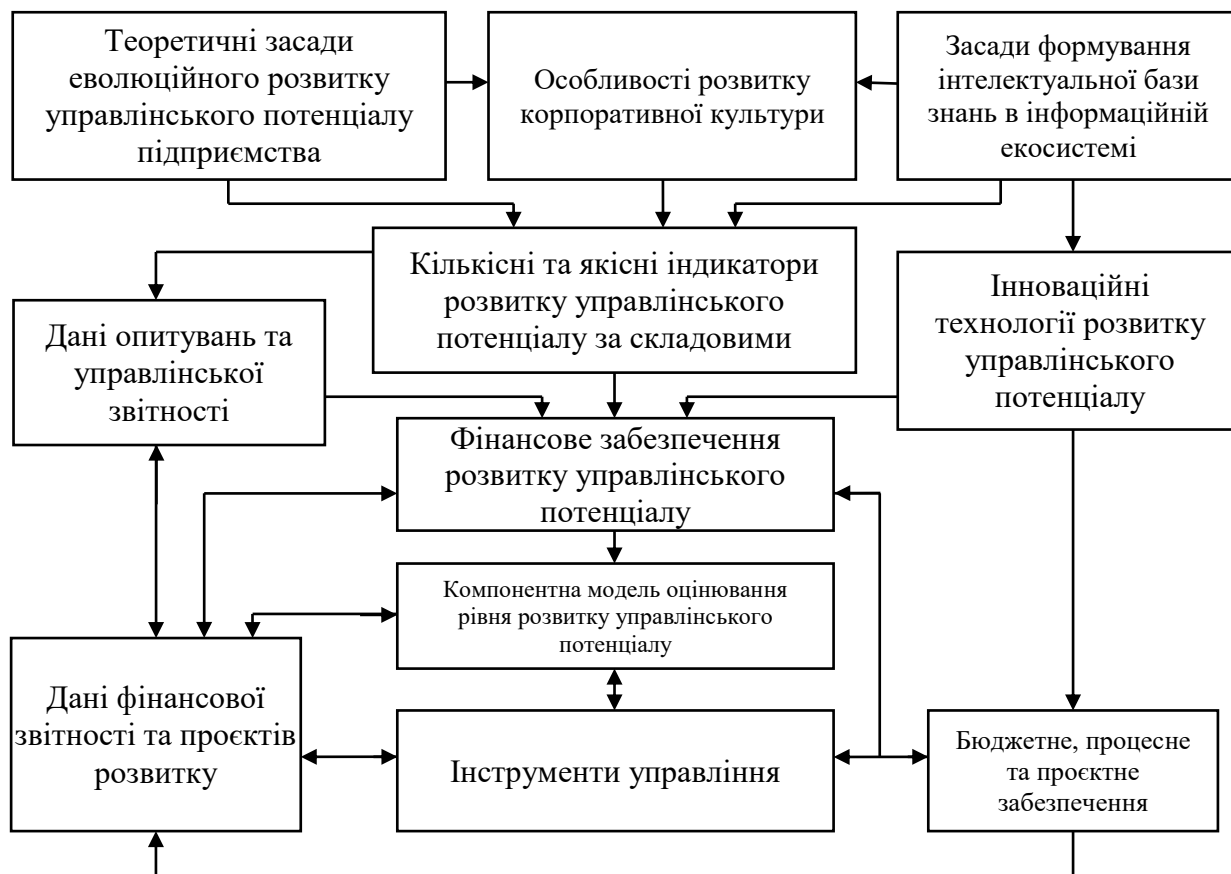 Теоретичні засади
еволюційного розвитку
управлінського потенціалу
підприємства
Особливості розвитку
корпоративної культури
Засади формування
інтелектуальної бази
знань в інформаційній
екосистемі
Кількісні та якісні індикатори
розвитку управлінського
потенціалу за складовими
Інноваційні
технології розвитку
управлінського
потенціалу
Дані опитувань та
управлінської
звітності
Фінансове забезпечення
розвитку управлінського
потенціалу
Компонентна модель оцінювання
рівня розвитку управлінського
потенціалу
Дані фінансової
звітності та проєктів
розвитку
Інструменти управління
Бюджетне, процесне
та проєктне
забезпечення